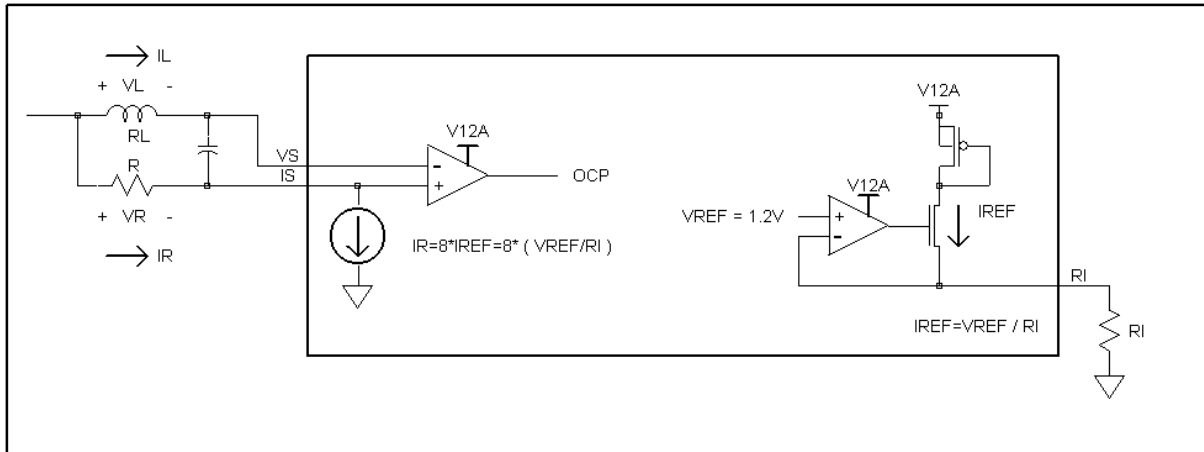 IL
+ VL -
RL
R
+ VR -
IR
VS
IS
V12A
-
+
OCP
IR=8*IREF=8* ( VREF/RI )
V12A
V12A
VREF = 1.2V
+
-
IREF
RI
IREF=VREF / RI
RI